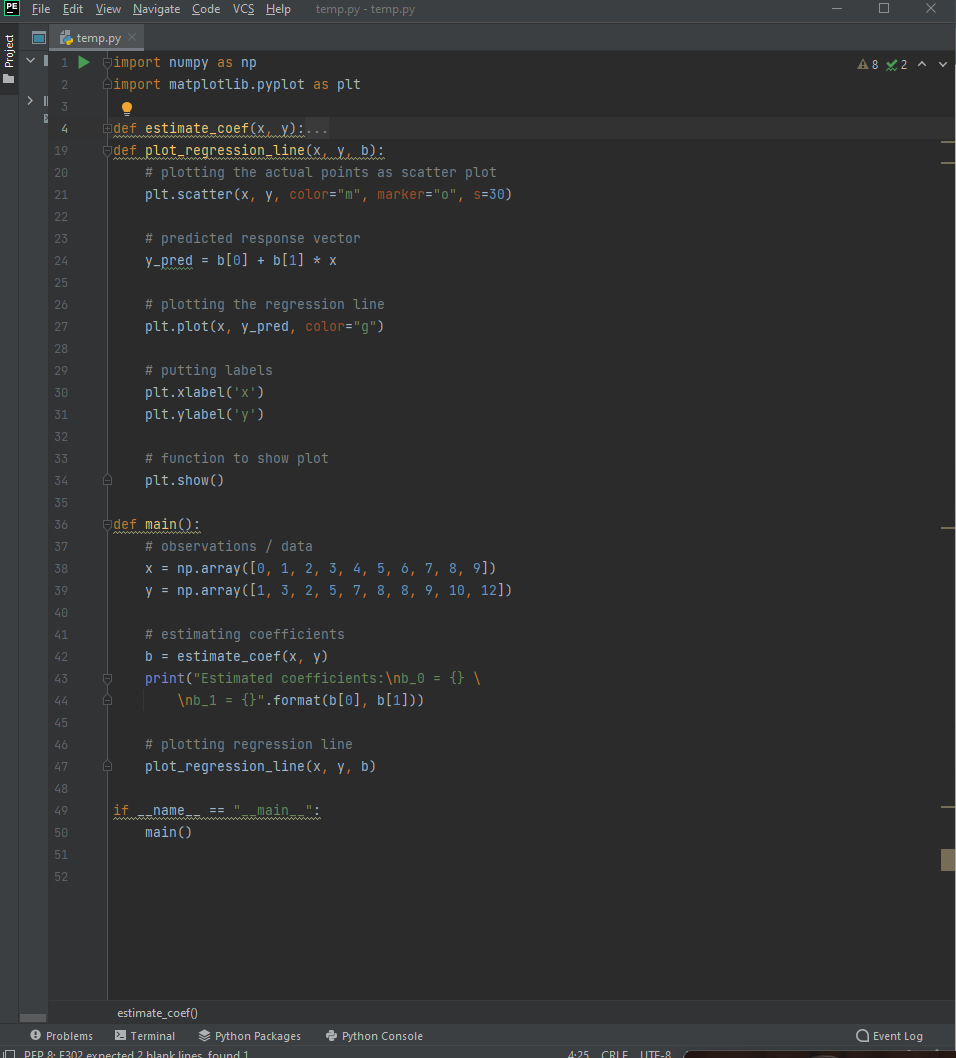 PE File Edit View Navigate Code VCS Help temp.py - temp.py
Project
temp.py
8 2
1 import numpy as np
2 import matplotlib.pyplot as plt
3
4 def estimate_coef(x, y):...
19 def plot_regression_line(x, y, b):
20 # plotting the actual points as scatter plot
21 plt.scatter(x, y, color="m", marker="o", s=30)
22
23 # predicted response vector
24 y_pred = b[0] + b[1] * x
25
26 # plotting the regression line
27 plt.plot(x, y_pred, color="g")
28
29 # putting labels
30 plt.xlabel('x')
31 plt.ylabel('y')
32
33 # function to show plot
34 plt.show()
35
36 def main():
37 # observations / data
38 x = np.array([0, 1, 2, 3, 4, 5, 6, 7, 8, 9])
39 y = np.array([1, 3, 2, 5, 7, 8, 8, 9, 10, 12])
40
41 # estimating coefficients
42 b = estimate_coef(x, y)
43 print("Estimated coefficients:\nb_0 = {} \
44 \nb_1 = {}".format(b[0], b[1]))
45
46 # plotting regression line
47 plot_regression_line(x, y, b)
48
49 if __name__ == "__main__":
50 main()
51
52
estimate_coef()
Problems Terminal Python Packages Python Console Event Log
PEP 8: E302 expected 2 blank lines, found 1 4:25 CRLF UTF-8